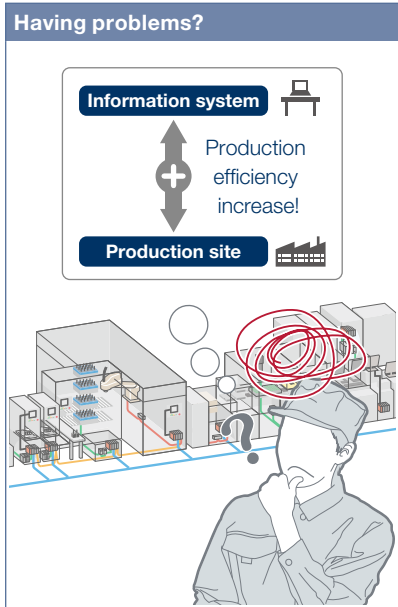 Having problems?
Information system
Production
efficiency
increase!
Production site
?